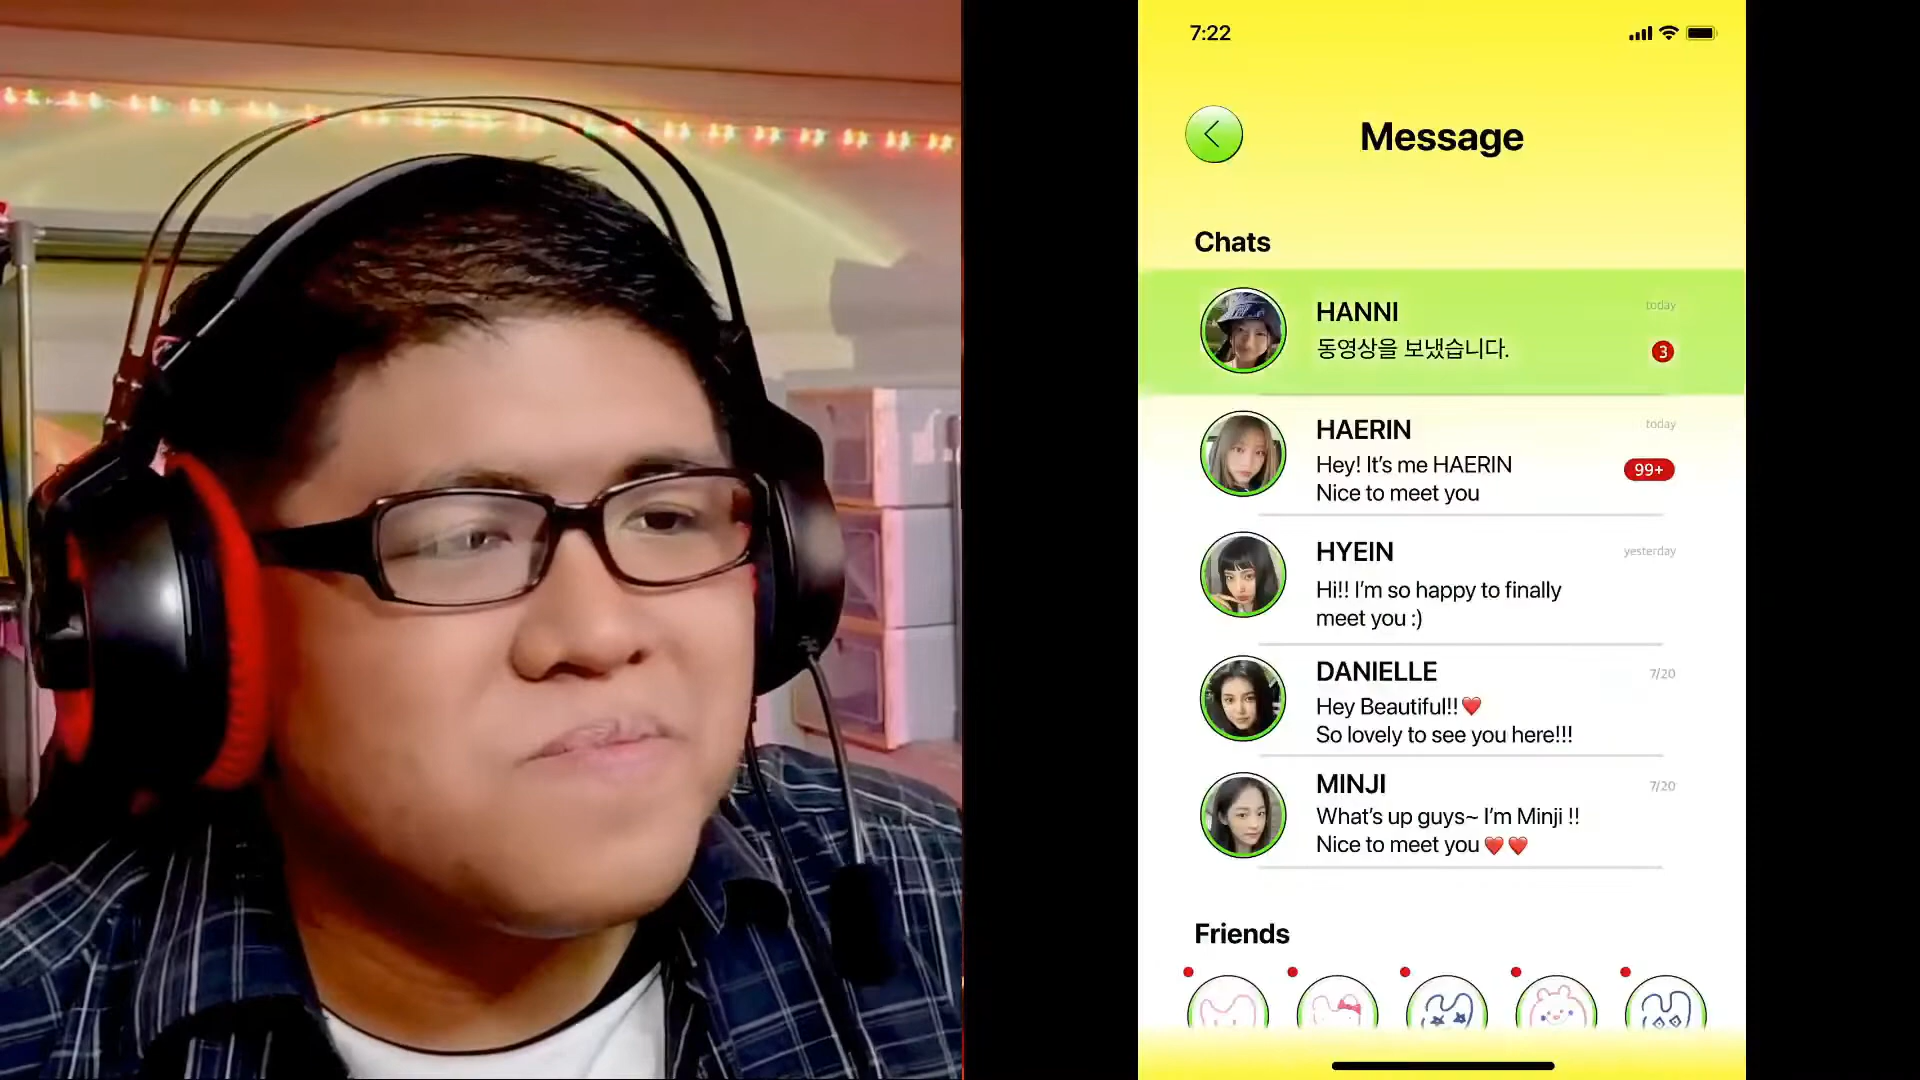 7:22
Message
Chats
HANNI
today
동영상을 보냈습니다.
3
HAERIN
today
Hey! It's me HAERIN
99+
Nice to meet you
HYEIN
yesterday
Hi!! I'm so happy to finally
meet you :)
DANIELLE
7/20
Hey Beautiful!!❤️
So lovely to see you here!!!
MINJI
7/20
What's up guys~ I'm Minji !!
Nice to meet you❤️❤️
Friends